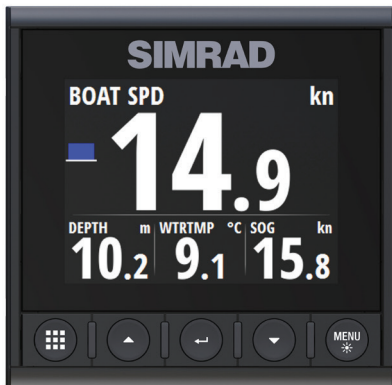 SIMRAD
BOAT SPD kn
14.9
DEPTH m WTRTMP °C SOG kn
10.2 9.1 15.8
MENU